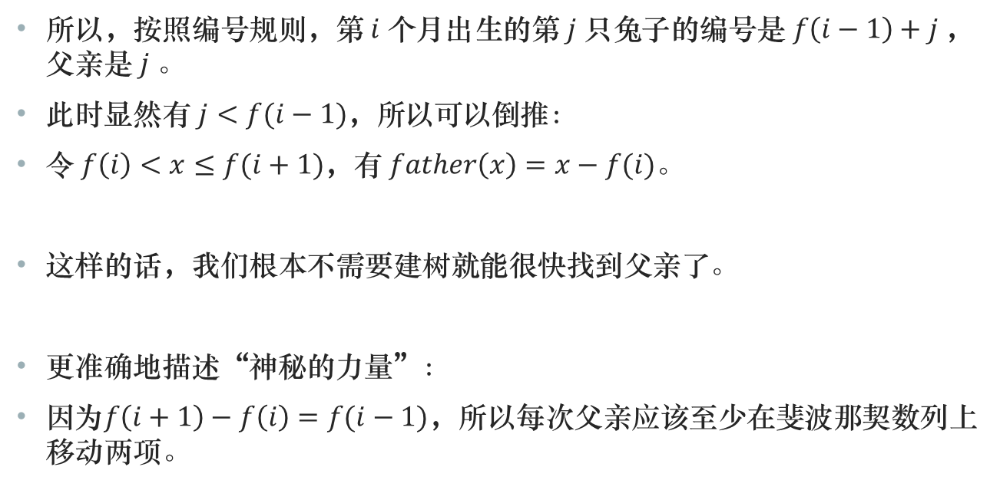 • 所以，按照编号规则，第 i 个月出生的第 j 只兔子的编号是 f(i − 1) + j ，
父亲是 j 。
• 此时显然有 j < f(i − 1)，所以可以倒推：
• 令 f(i) < x ≤ f(i + 1)，有 father(x) = x − f(i)。
• 这样的话，我们根本不需要建树就能很快找到父亲了。
• 更准确地描述“神秘的力量”:
• 因为f(i + 1) − f(i) = f(i − 1)，所以每次父亲应该至少在斐波那契数列上
移动两项。